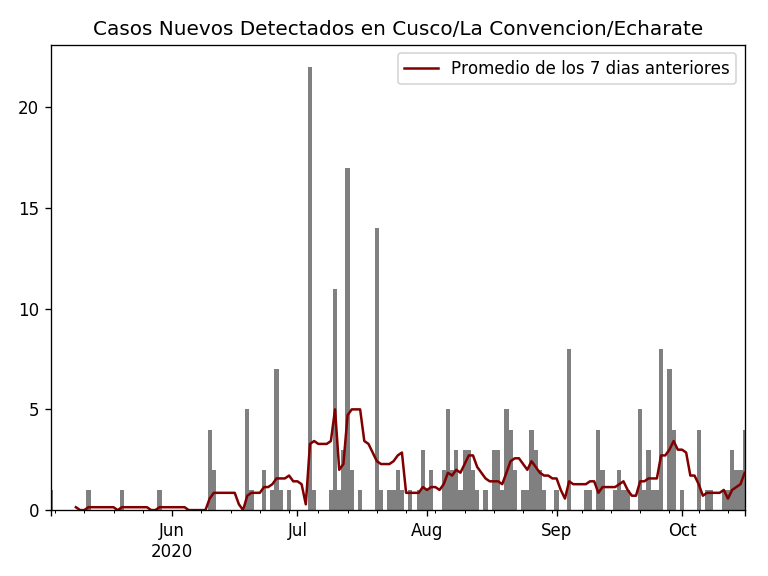 Casos Nuevos Detectados en Cusco/La Convencion/Echarate
Promedio de los 7 dias anteriores
20
15
10
5
0
Jun Jul Aug Sep Oct
2020